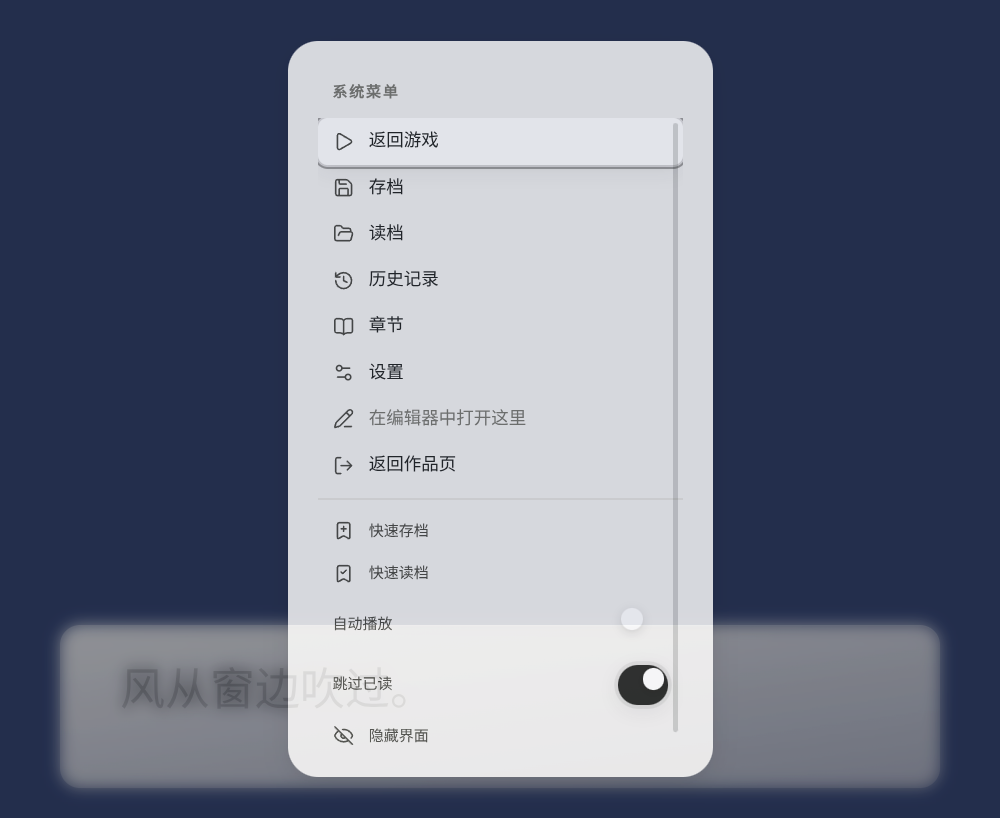 系统菜单
返回游戏
存档
读档
历史记录
章节
设置
在编辑器中打开这里
返回作品页
快速存档
快速读档
自动播放
风从窗边吹过。
跳过已读
隐藏界面